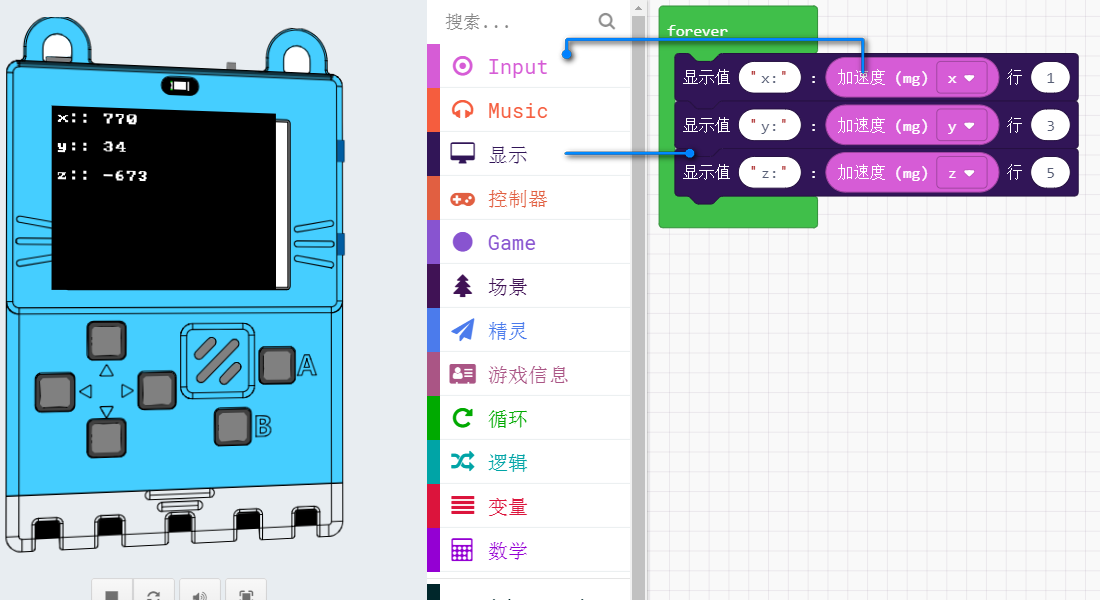 x:: 770
y:: 34
z:: -673
A
B
搜索...
Input
Music
显示
控制器
Game
场景
精灵
游戏信息
循环
逻辑
变量
数学
forever
显示值 "x:" : 加速度 (mg) x 行 1
显示值 "y:" : 加速度 (mg) y 行 3
显示值 "z:" : 加速度 (mg) z 行 5